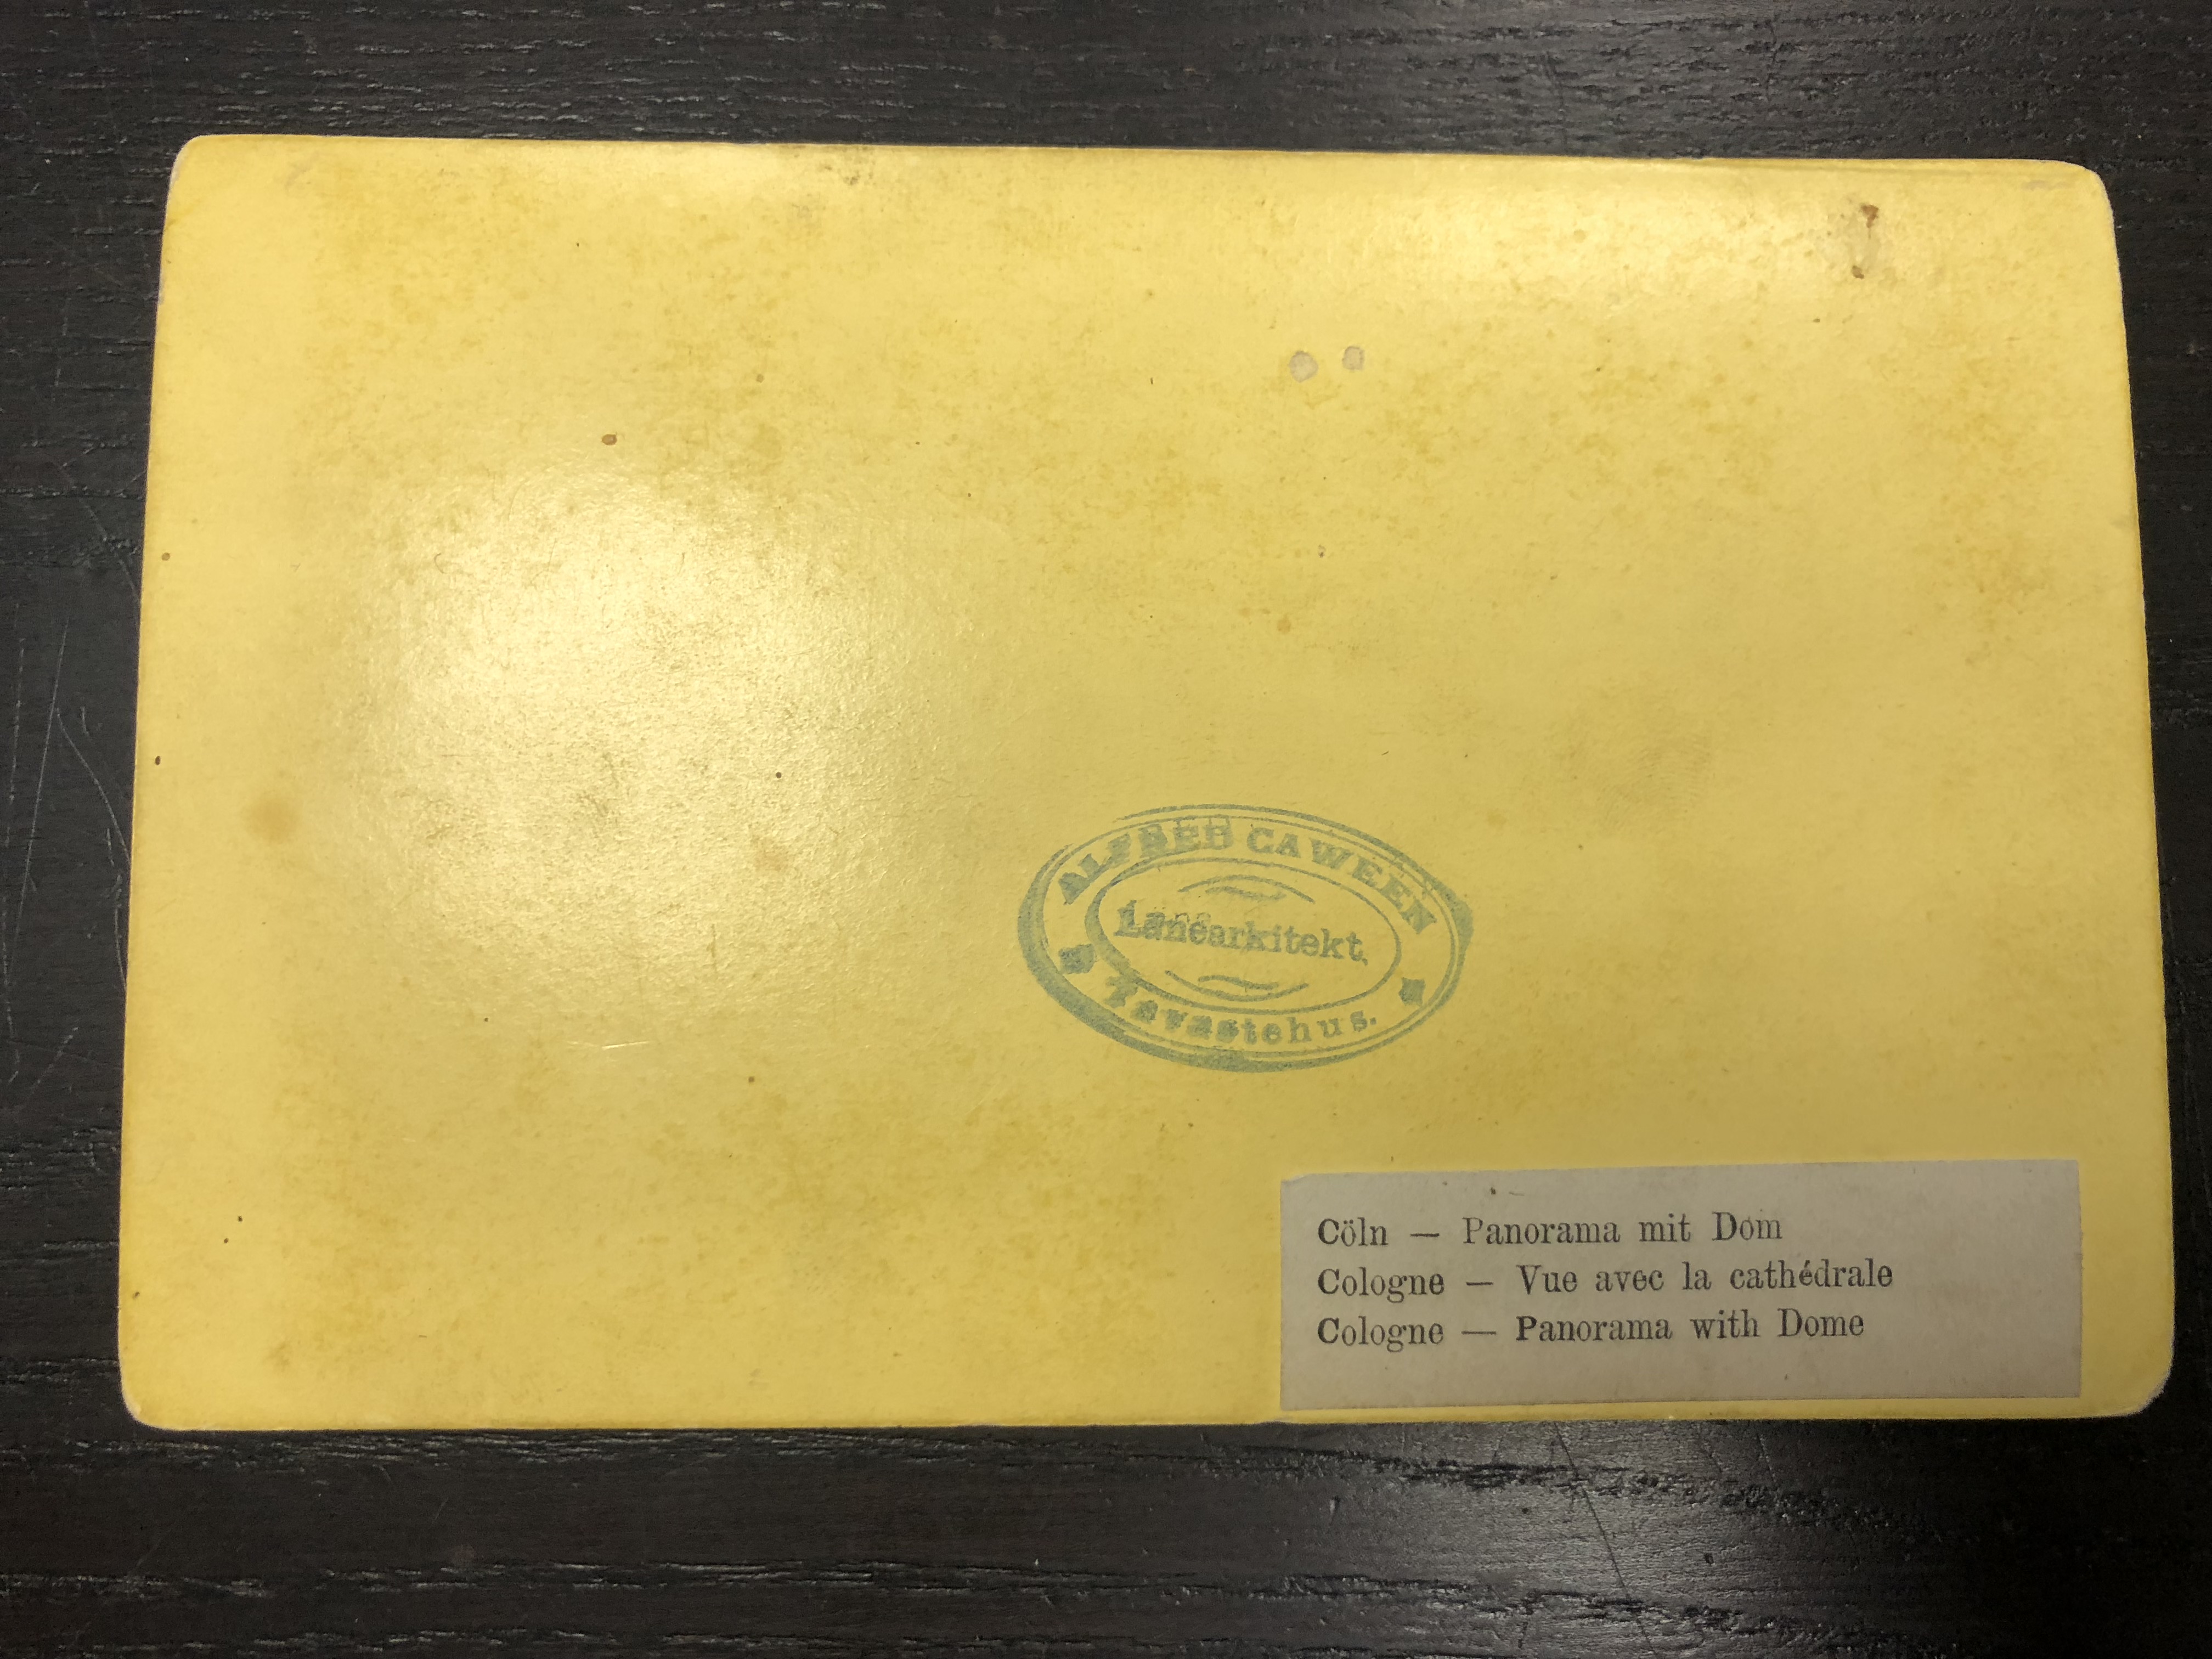 ALFRED CAWEEN
Länearkitekt.
Tavastehus.
Cöln — Panorama mit Dom
Cologne — Vue avec la cathédrale
Cologne — Panorama with Dome